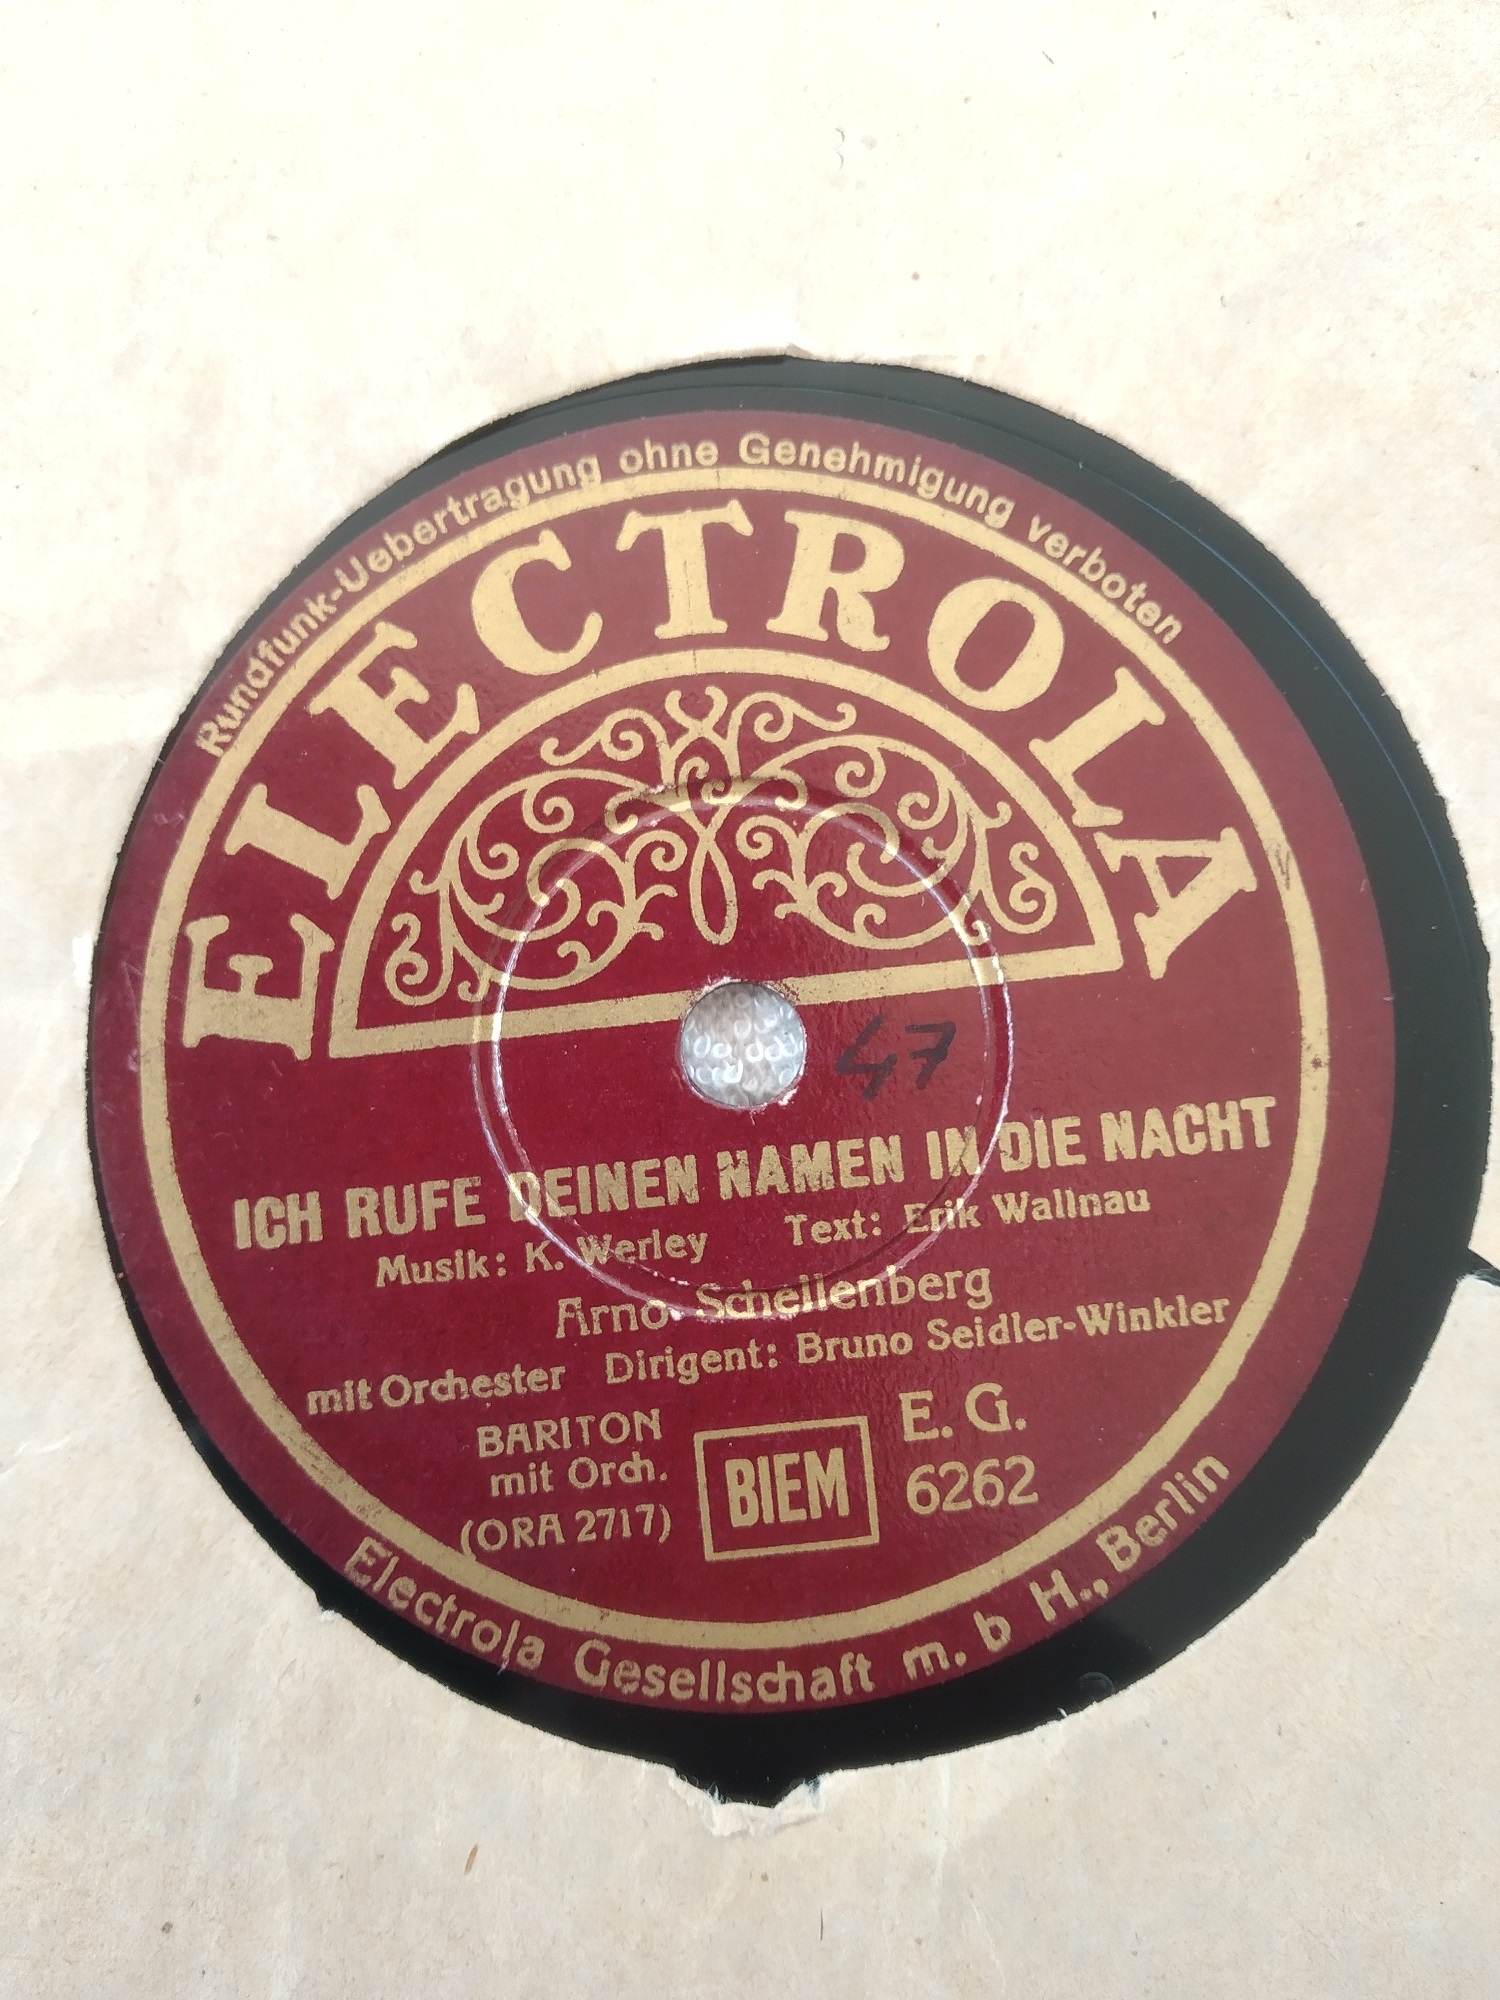 Rundfunk-Uebertragung ohne Genehmigung verboten
ELECTROLA
47
ICH RUFE DEINEN NAMEN IN DIE NACHT
Musik: K. Werley Text: Erik Wallnau
Arno Schellenberg
mit Orchester Dirigent: Bruno Seidler-Winkler
BARITON
mit Orch.
(ORA 2717)
BIEM
E. G.
6262
Electrola Gesellschaft m. b H., Berlin